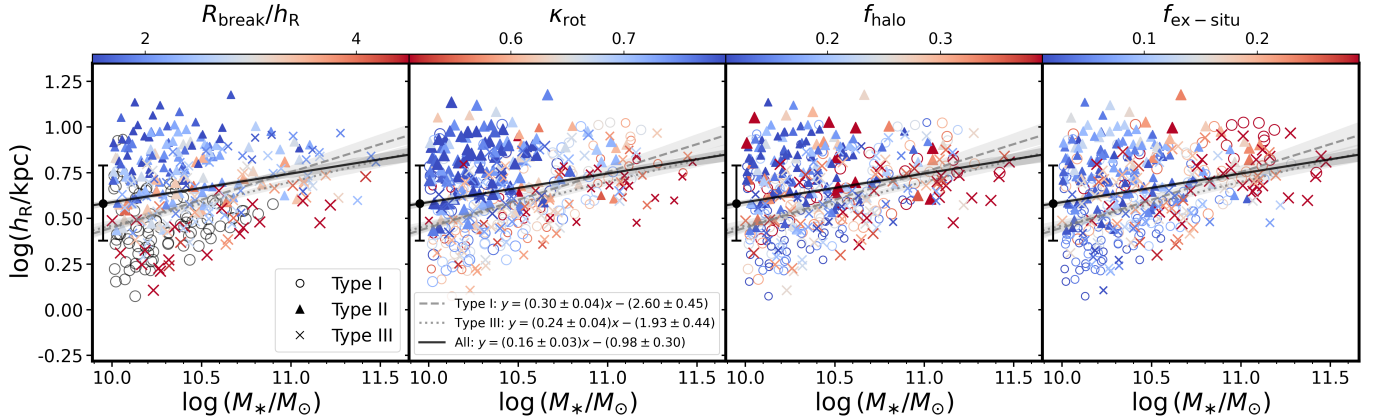 R_break/h_R κ_rot f_halo f_ex−situ
2 4 0.6 0.7 0.2 0.3 0.1 0.2
1.25
1.00
0.75
0.50
0.25
0.00
-0.25
log(h_R/kpc)
Type I
Type II
Type III
Type I: y = (0.30 ± 0.04)x − (2.60 ± 0.45)
Type III: y = (0.24 ± 0.04)x − (1.93 ± 0.44)
All: y = (0.16 ± 0.03)x − (0.98 ± 0.30)
10.0 10.5 11.0 11.5 10.0 10.5 11.0 11.5 10.0 10.5 11.0 11.5 10.0 10.5 11.0 11.5
log (M_*/M_⊙) log (M_*/M_⊙) log (M_*/M_⊙) log (M_*/M_⊙)